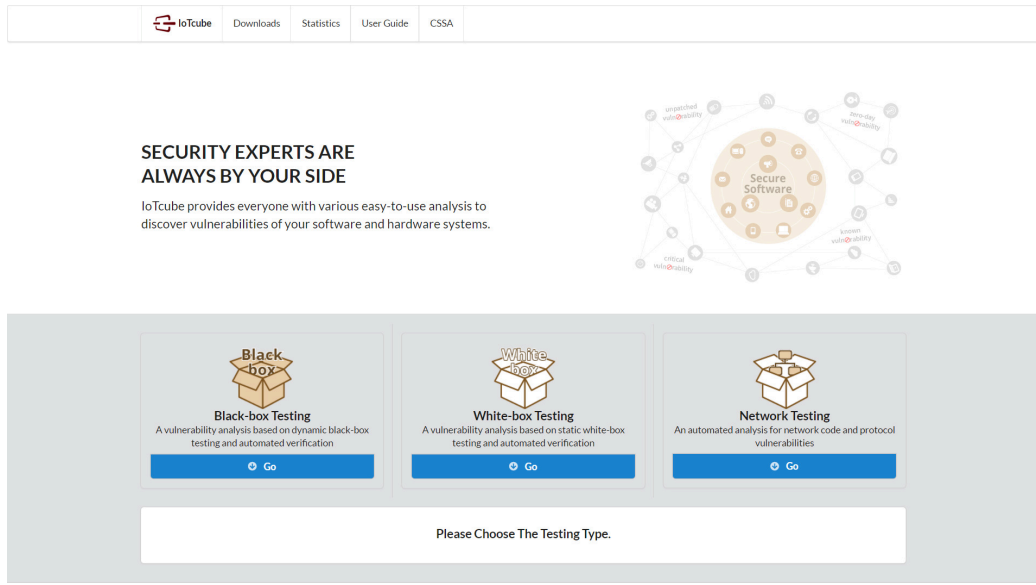 IoTcube Downloads Statistics User Guide CSSA
SECURITY EXPERTS ARE
ALWAYS BY YOUR SIDE
IoTcube provides everyone with various easy-to-use analysis to
discover vulnerabilities of your software and hardware systems.
unpatched
vulnerability
zero-day
vulnerability
Secure
Software
known
vulnerability
critical
vulnerability
Black
box
Black-box Testing
A vulnerability analysis based on dynamic black-box
testing and automated verification
Go
White
box
White-box Testing
A vulnerability analysis based on static white-box
testing and automated verification
Go
Network Testing
An automated analysis for network code and protocol
vulnerabilities
Go
Please Choose The Testing Type.